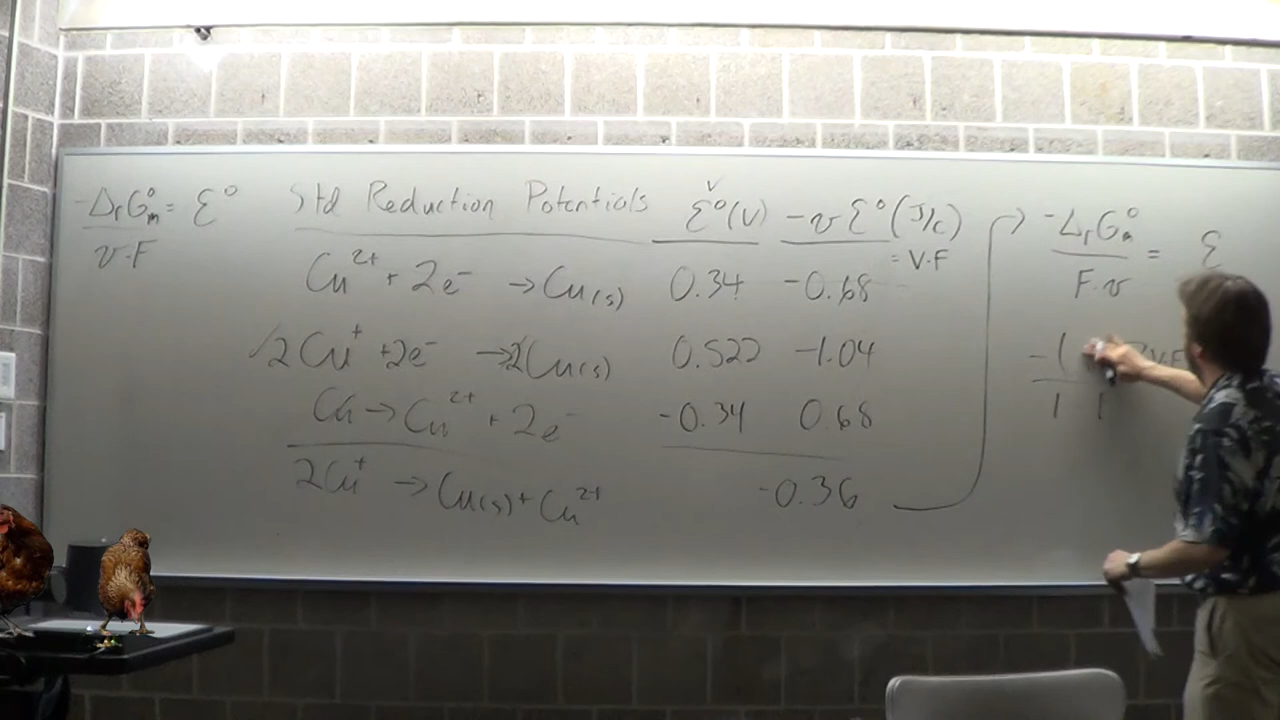 -ΔrG°m = Ɛ°
ν·F
Std Reduction Potentials
Ɛ°(V)
-νƐ°(J/C)
= V·F
Cu²⁺ + 2e⁻ → Cu(s) 0.34 -0.68
2Cu⁺ + 2e⁻ → 2Cu(s) 0.522 -1.04
Cu → Cu²⁺ + 2e⁻ -0.34 0.68
2Cu⁺ → Cu(s) + Cu²⁺ -0.36
-ΔrG°m = Ɛ
F·ν